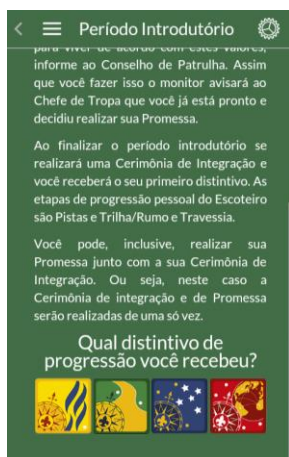 Período Introdutório
para viver de acordo com estes valores,
informe ao Conselho de Patrulha. Assim
que você fazer isso o monitor avisará ao
Chefe de Tropa que você já está pronto e
decidiu realizar sua Promessa.
Ao finalizar o período introdutório se
realizará uma Cerimônia de Integração e
você receberá o seu primeiro distintivo. As
etapas de progressão pessoal do Escoteiro
são Pistas e Trilha/Rumo e Travessia.
Você pode, inclusive, realizar sua
Promessa junto com a sua Cerimônia de
Integração. Ou seja, neste caso a
Cerimônia de integração e de Promessa
serão realizadas de uma só vez.
Qual distintivo de
progressão você recebeu?